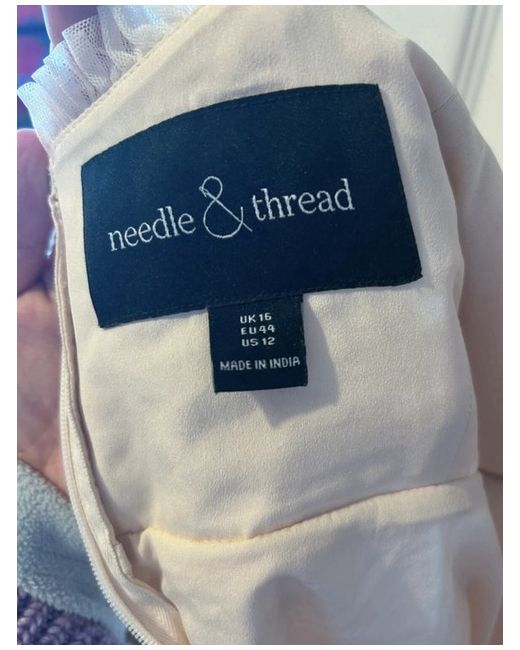 needle & thread
UK 16
EU 44
US 12
MADE IN INDIA